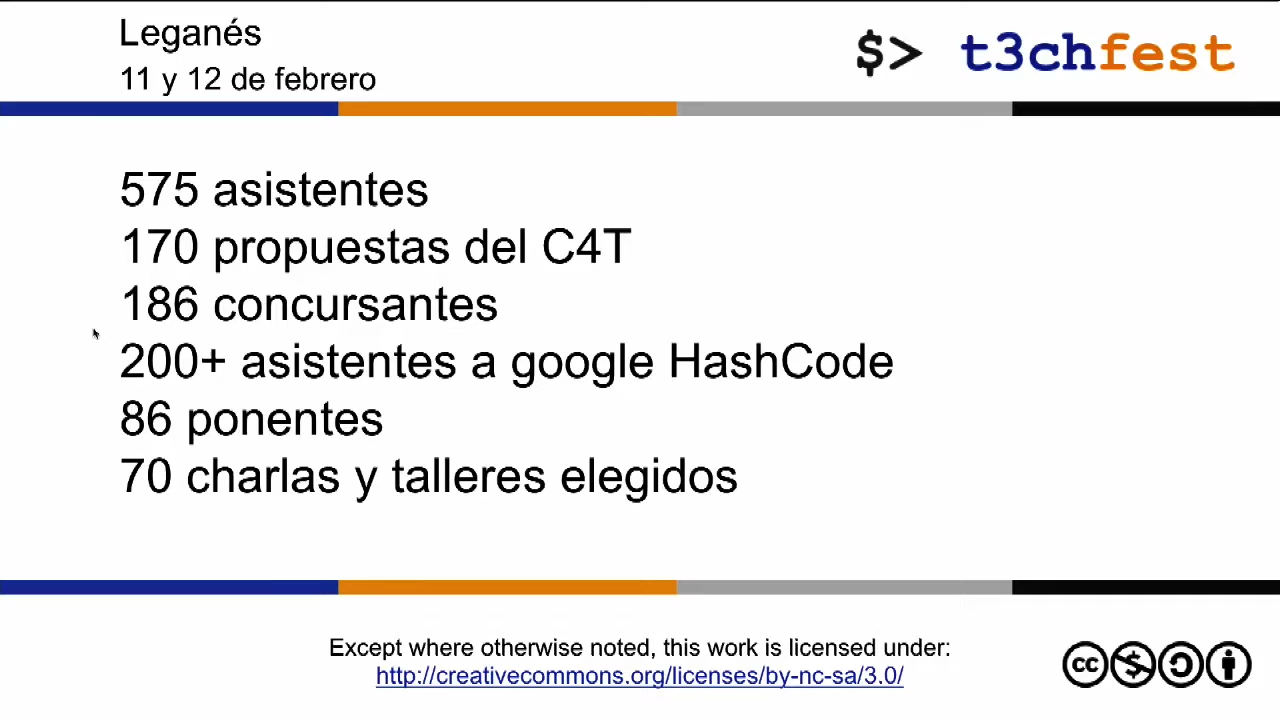 Leganés
11 y 12 de febrero
$> t3chfest
575 asistentes
170 propuestas del C4T
186 concursantes
200+ asistentes a google HashCode
86 ponentes
70 charlas y talleres elegidos
Except where otherwise noted, this work is licensed under:
http://creativecommons.org/licenses/by-nc-sa/3.0/
cc